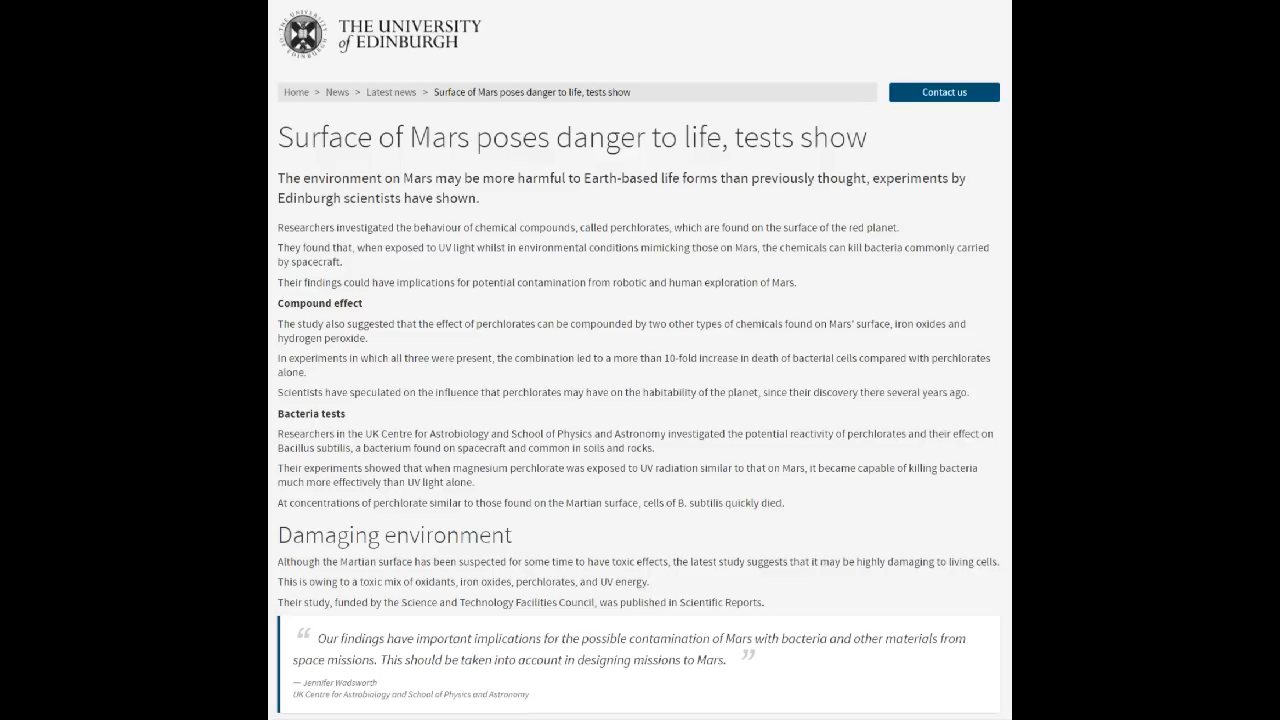 THE UNIVERSITY
of EDINBURGH
Home > News > Latest news > Surface of Mars poses danger to life, tests show
Contact us
Surface of Mars poses danger to life, tests show
The environment on Mars may be more harmful to Earth-based life forms than previously thought, experiments by
Edinburgh scientists have shown.
Researchers investigated the behaviour of chemical compounds, called perchlorates, which are found on the surface of the red planet.
They found that, when exposed to UV light whilst in environmental conditions mimicking those on Mars, the chemicals can kill bacteria commonly carried
by spacecraft.
Their findings could have implications for potential contamination from robotic and human exploration of Mars.
Compound effect
The study also suggested that the effect of perchlorates can be compounded by two other types of chemicals found on Mars' surface, iron oxides and
hydrogen peroxide.
In experiments in which all three were present, the combination led to a more than 10-fold increase in death of bacterial cells compared with perchlorates
alone.
Scientists have speculated on the influence that perchlorates may have on the habitability of the planet, since their discovery there several years ago.
Bacteria tests
Researchers in the UK Centre for Astrobiology and School of Physics and Astronomy investigated the potential reactivity of perchlorates and their effect on
Bacillus subtilis, a bacterium found on spacecraft and common in soils and rocks.
Their experiments showed that when magnesium perchlorate was exposed to UV radiation similar to that on Mars, it became capable of killing bacteria
much more effectively than UV light alone.
At concentrations of perchlorate similar to those found on the Martian surface, cells of B. subtilis quickly died.
Damaging environment
Although the Martian surface has been suspected for some time to have toxic effects, the latest study suggests that it may be highly damaging to living cells.
This is owing to a toxic mix of oxidants, iron oxides, perchlorates, and UV energy.
Their study, funded by the Science and Technology Facilities Council, was published in Scientific Reports.
“ Our findings have important implications for the possible contamination of Mars with bacteria and other materials from
space missions. This should be taken into account in designing missions to Mars. ”
— Jennifer Wadsworth
UK Centre for Astrobiology and School of Physics and Astronomy